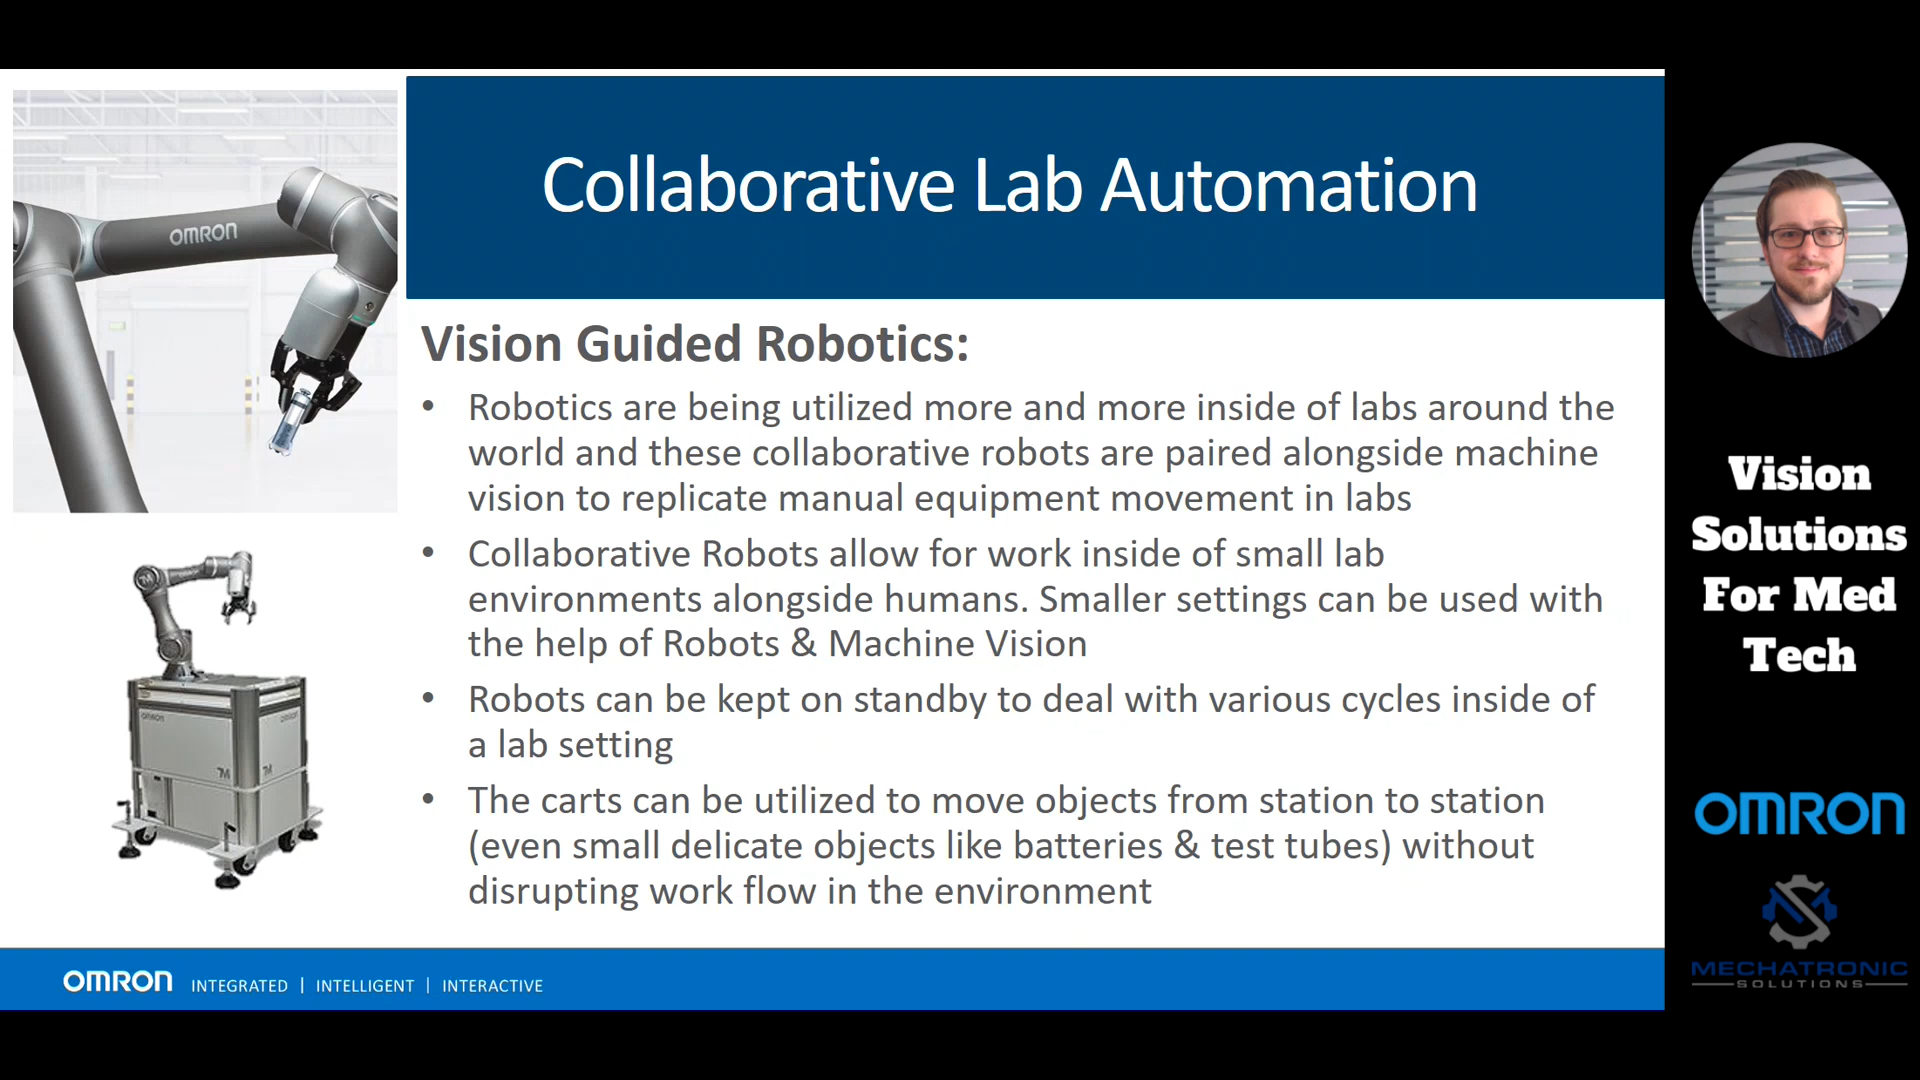 Collaborative Lab Automation
OMRON
Vision Guided Robotics:
• Robotics are being utilized more and more inside of labs around the
world and these collaborative robots are paired alongside machine
vision to replicate manual equipment movement in labs
• Collaborative Robots allow for work inside of small lab
environments alongside humans. Smaller settings can be used with
the help of Robots & Machine Vision
• Robots can be kept on standby to deal with various cycles inside of
a lab setting
• The carts can be utilized to move objects from station to station
(even small delicate objects like batteries & test tubes) without
disrupting work flow in the environment
OMRON
OMRON
TM
TM
OMRON INTEGRATED | INTELLIGENT | INTERACTIVE
Vision
Solutions
For Med
Tech
OMRON
MECHATRONIC
SOLUTIONS